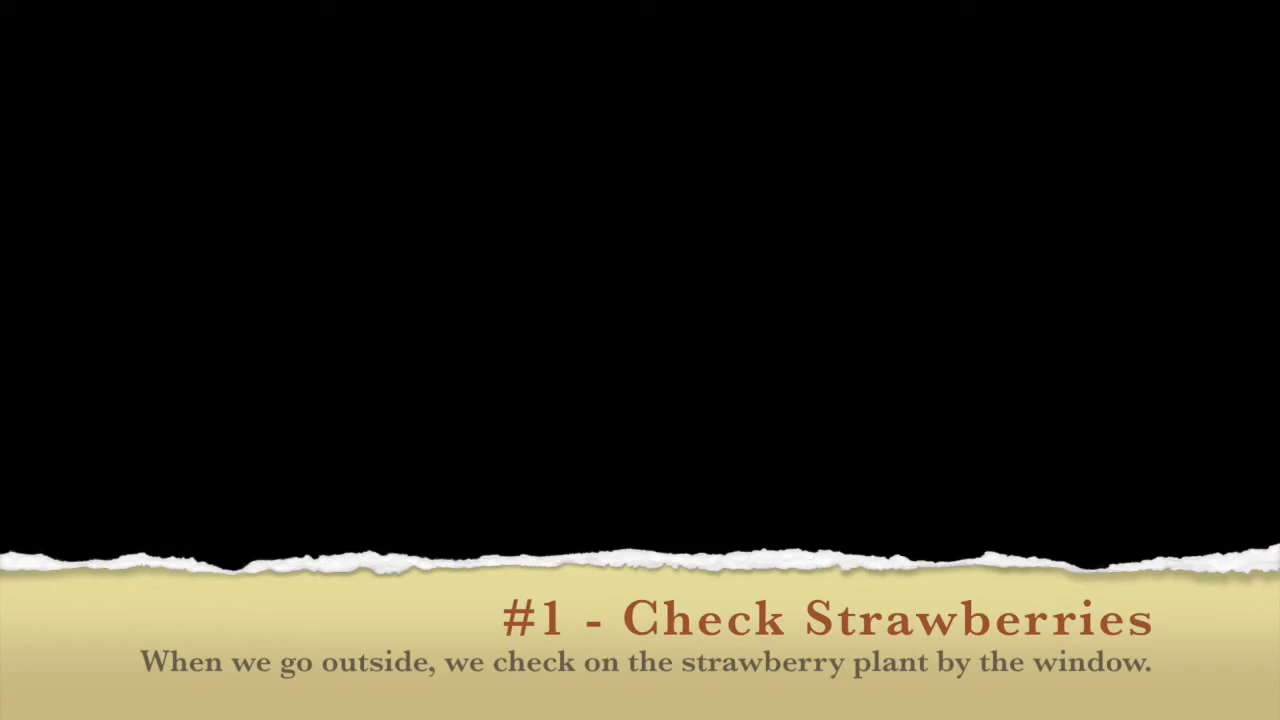 #1 - Check Strawberries
When we go outside, we check on the strawberry plant by the window.